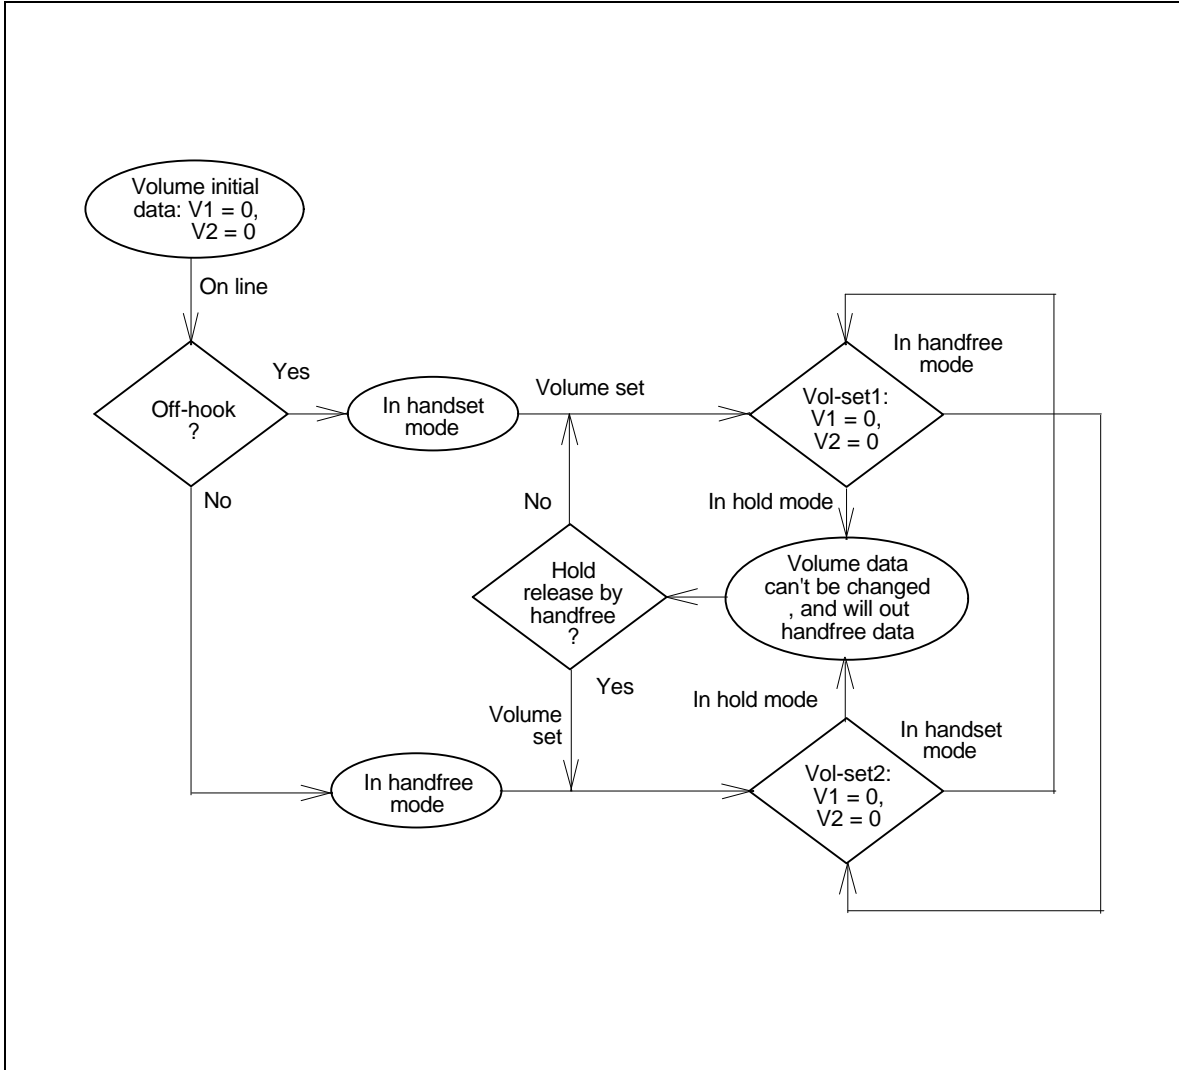 Volume initial
data: V1 = 0,
V2 = 0
On line
Off-hook
?
Yes
No
In handset
mode
Volume set
Vol-set1:
V1 = 0,
V2 = 0
In handfree
mode
In hold mode
Volume data
can't be changed
, and will out
handfree data
Hold
release by
handfree
?
No
Yes
Volume
set
In handfree
mode
In hold mode
Vol-set2:
V1 = 0,
V2 = 0
In handset
mode